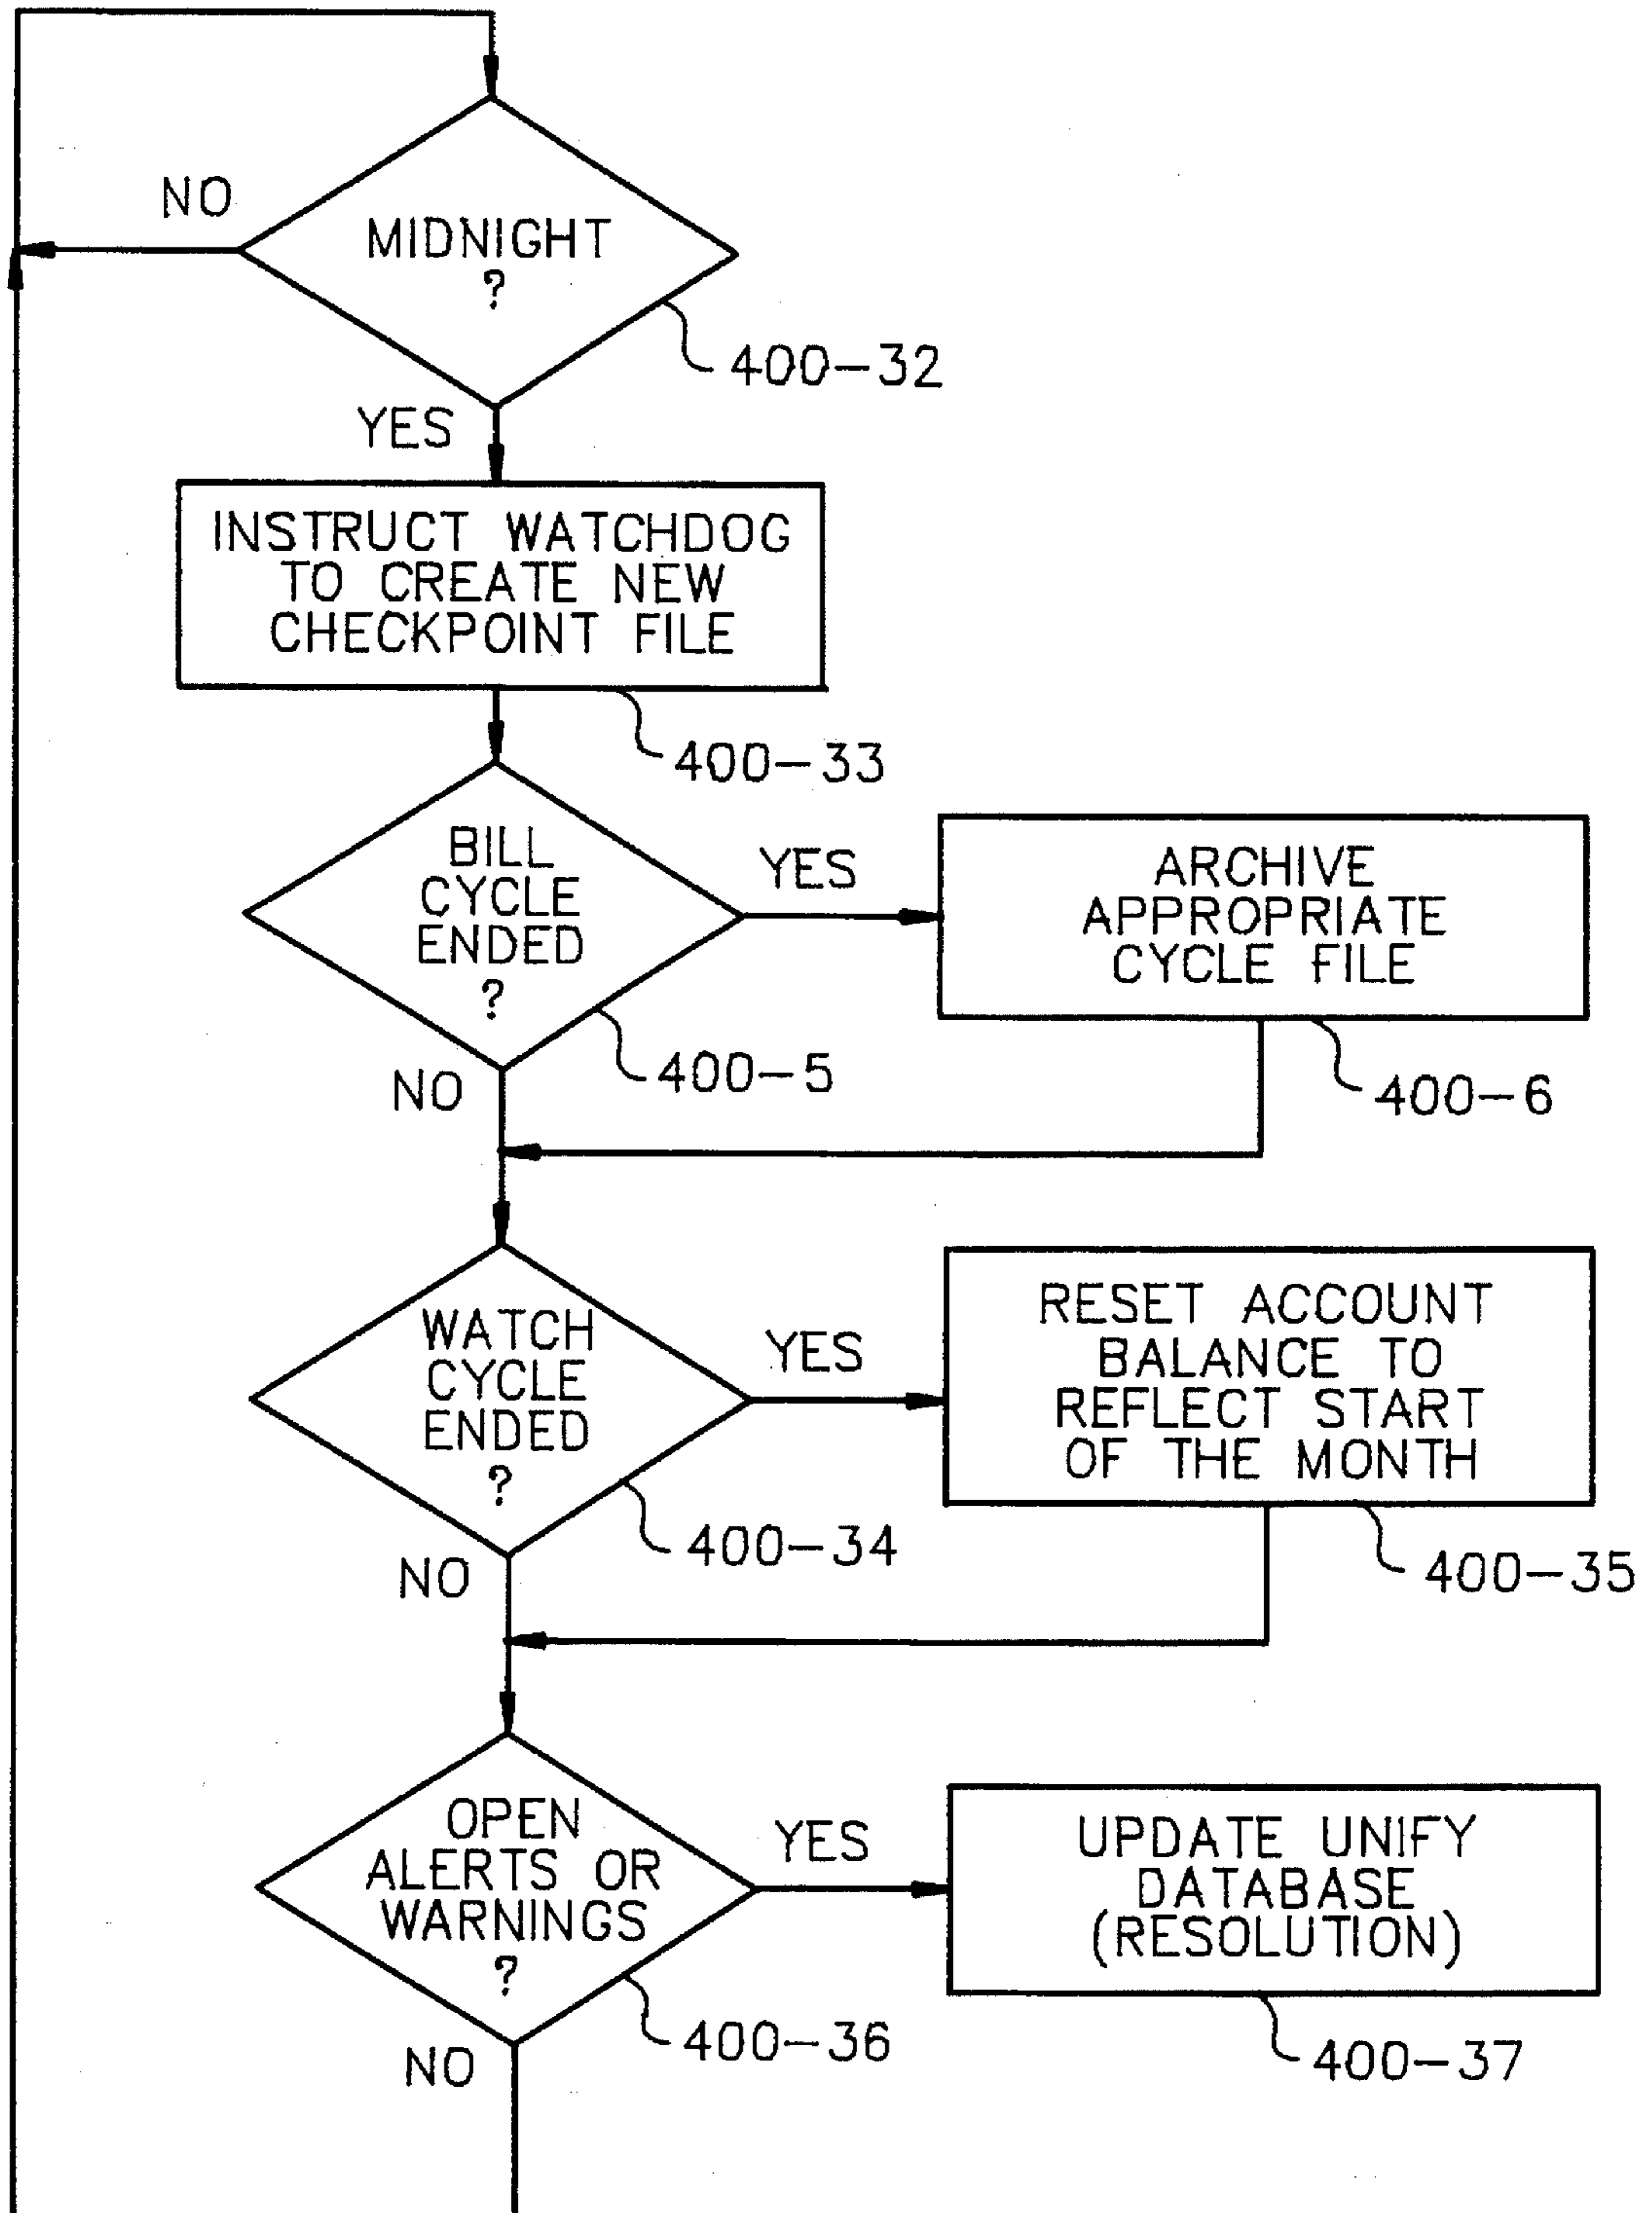 NO
MIDNIGHT
?
400-32
YES
INSTRUCT WATCHDOG
TO CREATE NEW
CHECKPOINT FILE
400-33
BILL
CYCLE
ENDED
?
YES
400-5
NO
ARCHIVE
APPROPRIATE
CYCLE FILE
400-6
WATCH
CYCLE
ENDED
?
YES
400-34
NO
RESET ACCOUNT
BALANCE TO
REFLECT START
OF THE MONTH
400-35
OPEN
ALERTS OR
WARNINGS
?
YES
400-36
NO
UPDATE UNIFY
DATABASE
(RESOLUTION)
400-37